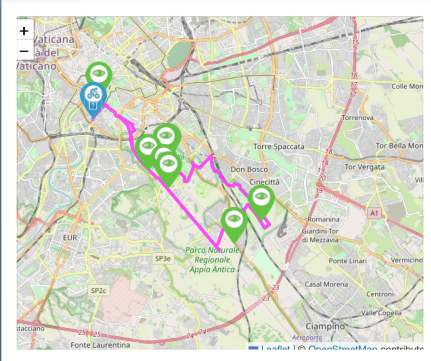 +
−
Vaticana
tà del
Vaticano
Colle Mon
Torre Spaccata
Tor Bella Mon
Don Bosco
Tor Vergata
Cinecittà
A1
Romanina
Giardini Tor
di Mezzavia
EUR
SP3e
Parco Naturale
Regionale
Appia Antica
Ponte Linari
Vermicino
SP2c
Casal Morena
Centroni
Valle Copella
Ciampino
Aeroporto
stacciano
Fonte Laurentina
Leaflet | © OpenStreetMap contributo